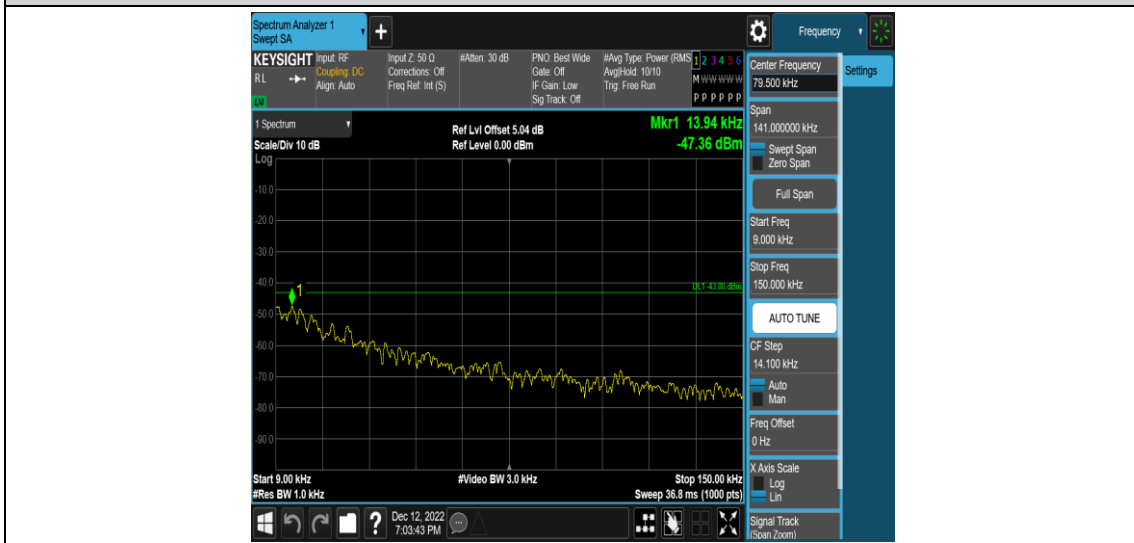 Spectrum Analyzer 1
Swept SA
+
Frequency
KEYSIGHT
RL
LXI
Input: RF
Coupling: DC
Align: Auto
Input Z: 50 Ω
Corrections: Off
Freq Ref: Int (S)
#Atten: 30 dB
PNO: Best Wide
Gate: Off
IF Gain: Low
Sig Track: Off
#Avg Type: Power (RMS
Avg|Hold: 10/10
Trig: Free Run
1 2 3 4 5 6
M W W W W W
P P P P P P
1 Spectrum
Scale/Div 10 dB
Log
Ref Lvl Offset 5.04 dB
Ref Level 0.00 dBm
Mkr1 13.94 kHz
-47.36 dBm
-10.0
-20.0
-30.0
-40.0
1
DL1 -43.00 dBm
-50.0
-60.0
-70.0
-80.0
-90.0
Start 9.00 kHz
#Res BW 1.0 kHz
#Video BW 3.0 kHz
Stop 150.00 kHz
Sweep 36.8 ms (1000 pts)
Center Frequency
79.500 kHz
Settings
Span
141.000000 kHz
Swept Span
Zero Span
Full Span
Start Freq
9.000 kHz
Stop Freq
150.000 kHz
AUTO TUNE
CF Step
14.100 kHz
Auto
Man
Freq Offset
0 Hz
X Axis Scale
Log
Lin
Signal Track
(Span Zoom)
?
Dec 12, 2022
7:03:43 PM